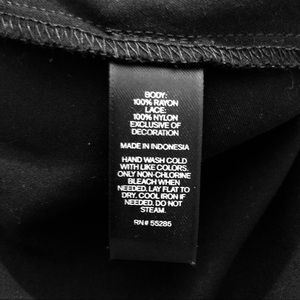 BODY:
100% RAYON
LACE:
100% NYLON
EXCLUSIVE OF
DECORATION
MADE IN INDONESIA
HAND WASH COLD
WITH LIKE COLORS.
ONLY NON-CHLORINE
BLEACH WHEN
NEEDED. LAY FLAT TO
DRY. COOL IRON IF
NEEDED. DO NOT
STEAM.
RN# 55285